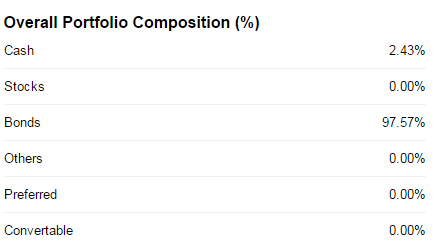 Overall Portfolio Composition (%)
Cash 2.43%
Stocks 0.00%
Bonds 97.57%
Others 0.00%
Preferred 0.00%
Convertable 0.00%